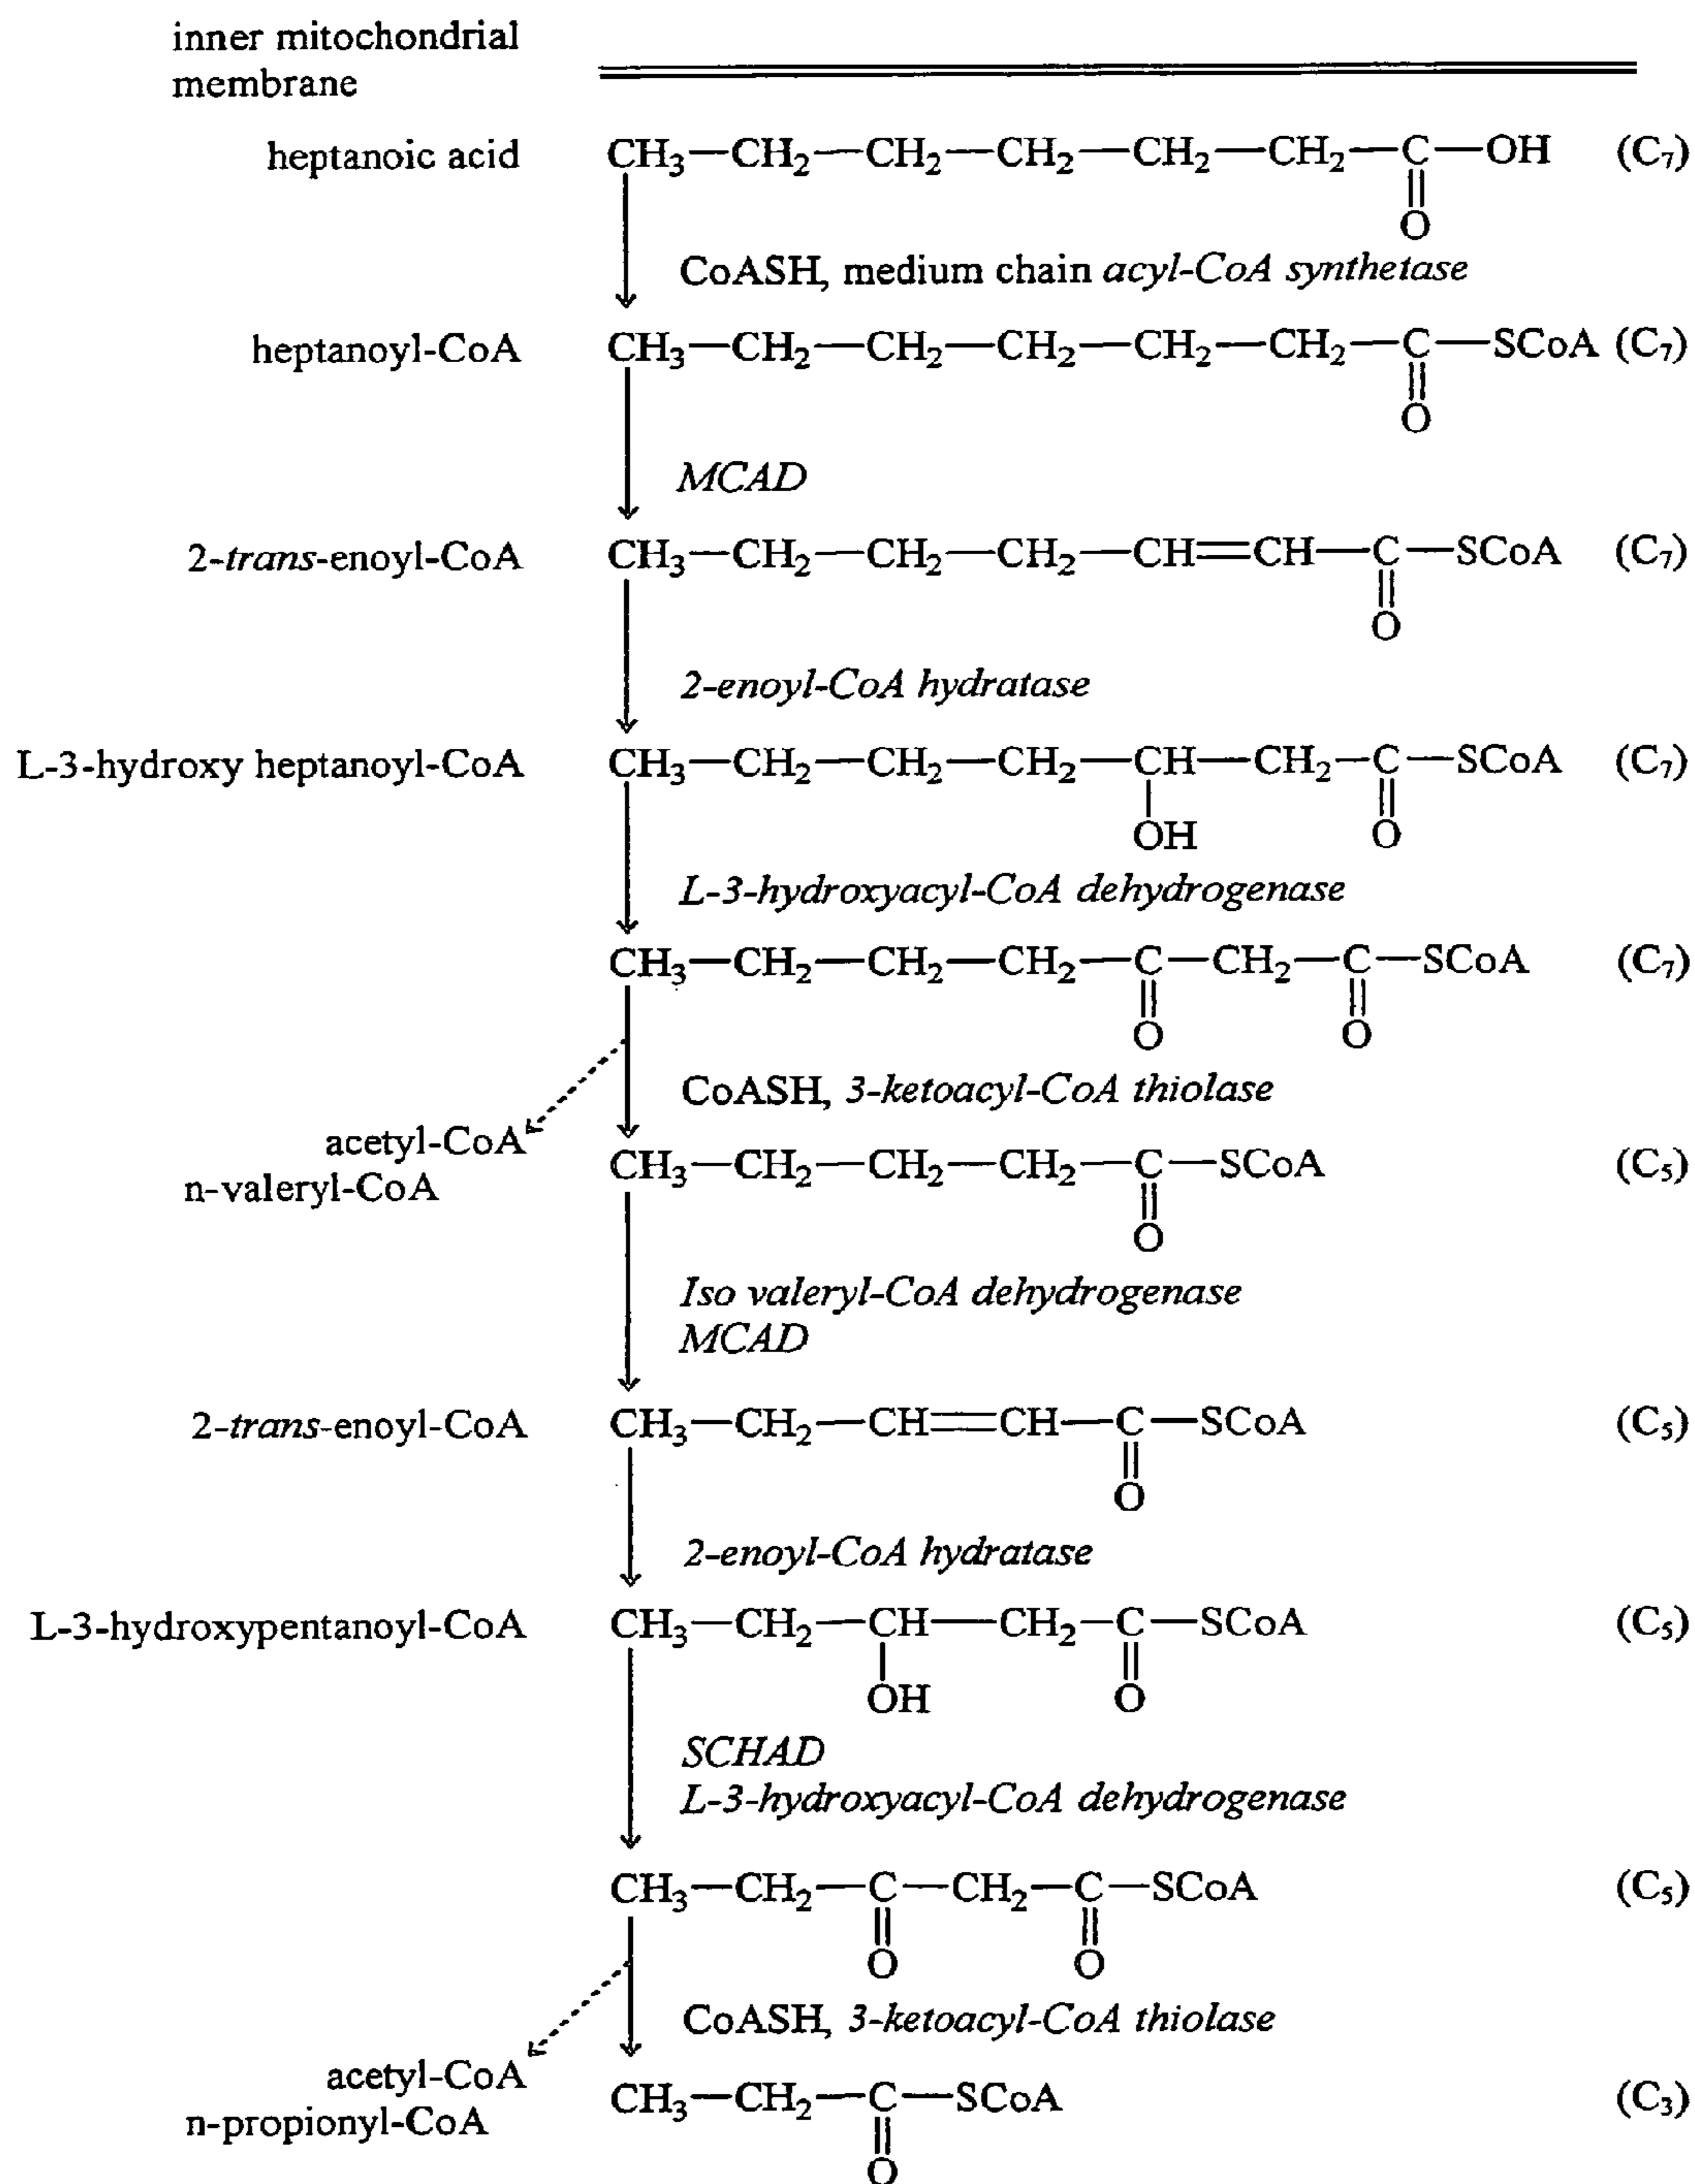 inner mitochondrial
membrane
heptanoic acid CH₃—CH₂—CH₂—CH₂—CH₂—CH₂—C—OH (C₇)
O
CoASH, medium chain acyl-CoA synthetase
heptanoyl-CoA CH₃—CH₂—CH₂—CH₂—CH₂—CH₂—C—SCoA (C₇)
O
MCAD
2-trans-enoyl-CoA CH₃—CH₂—CH₂—CH₂—CH=CH—C—SCoA (C₇)
O
2-enoyl-CoA hydratase
L-3-hydroxy heptanoyl-CoA CH₃—CH₂—CH₂—CH₂—CH—CH₂—C—SCoA (C₇)
OH O
L-3-hydroxyacyl-CoA dehydrogenase
CH₃—CH₂—CH₂—CH₂—C—CH₂—C—SCoA (C₇)
O O
CoASH, 3-ketoacyl-CoA thiolase
acetyl-CoA
n-valeryl-CoA CH₃—CH₂—CH₂—CH₂—C—SCoA (C₅)
O
Iso valeryl-CoA dehydrogenase
MCAD
2-trans-enoyl-CoA CH₃—CH₂—CH=CH—C—SCoA (C₅)
O
2-enoyl-CoA hydratase
L-3-hydroxypentanoyl-CoA CH₃—CH₂—CH—CH₂—C—SCoA (C₅)
OH O
SCHAD
L-3-hydroxyacyl-CoA dehydrogenase
CH₃—CH₂—C—CH₂—C—SCoA (C₅)
O O
CoASH, 3-ketoacyl-CoA thiolase
acetyl-CoA
n-propionyl-CoA CH₃—CH₂—C—SCoA (C₃)
O